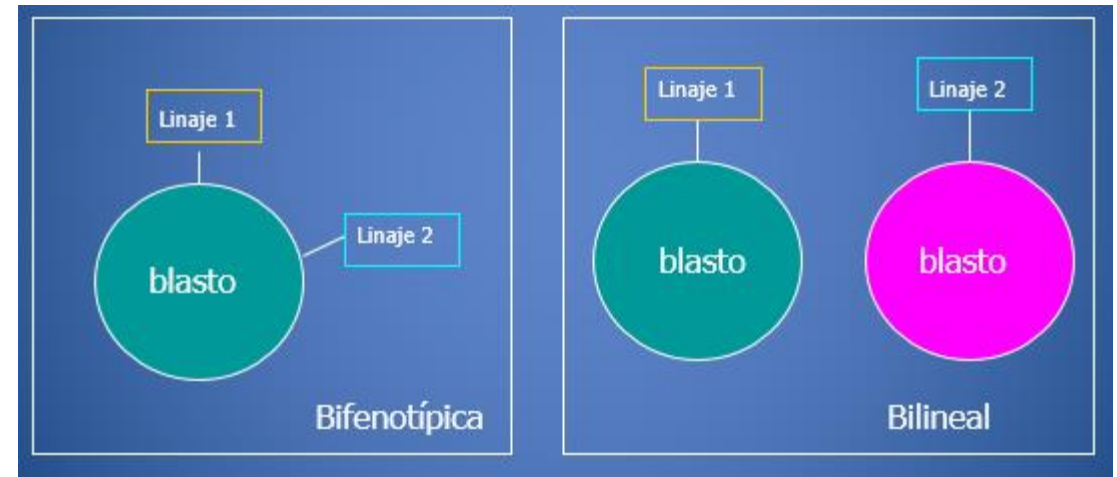 Linaje 1
Linaje 2
blasto
Bifenotípica
Linaje 1
Linaje 2
blasto
blasto
Bilineal